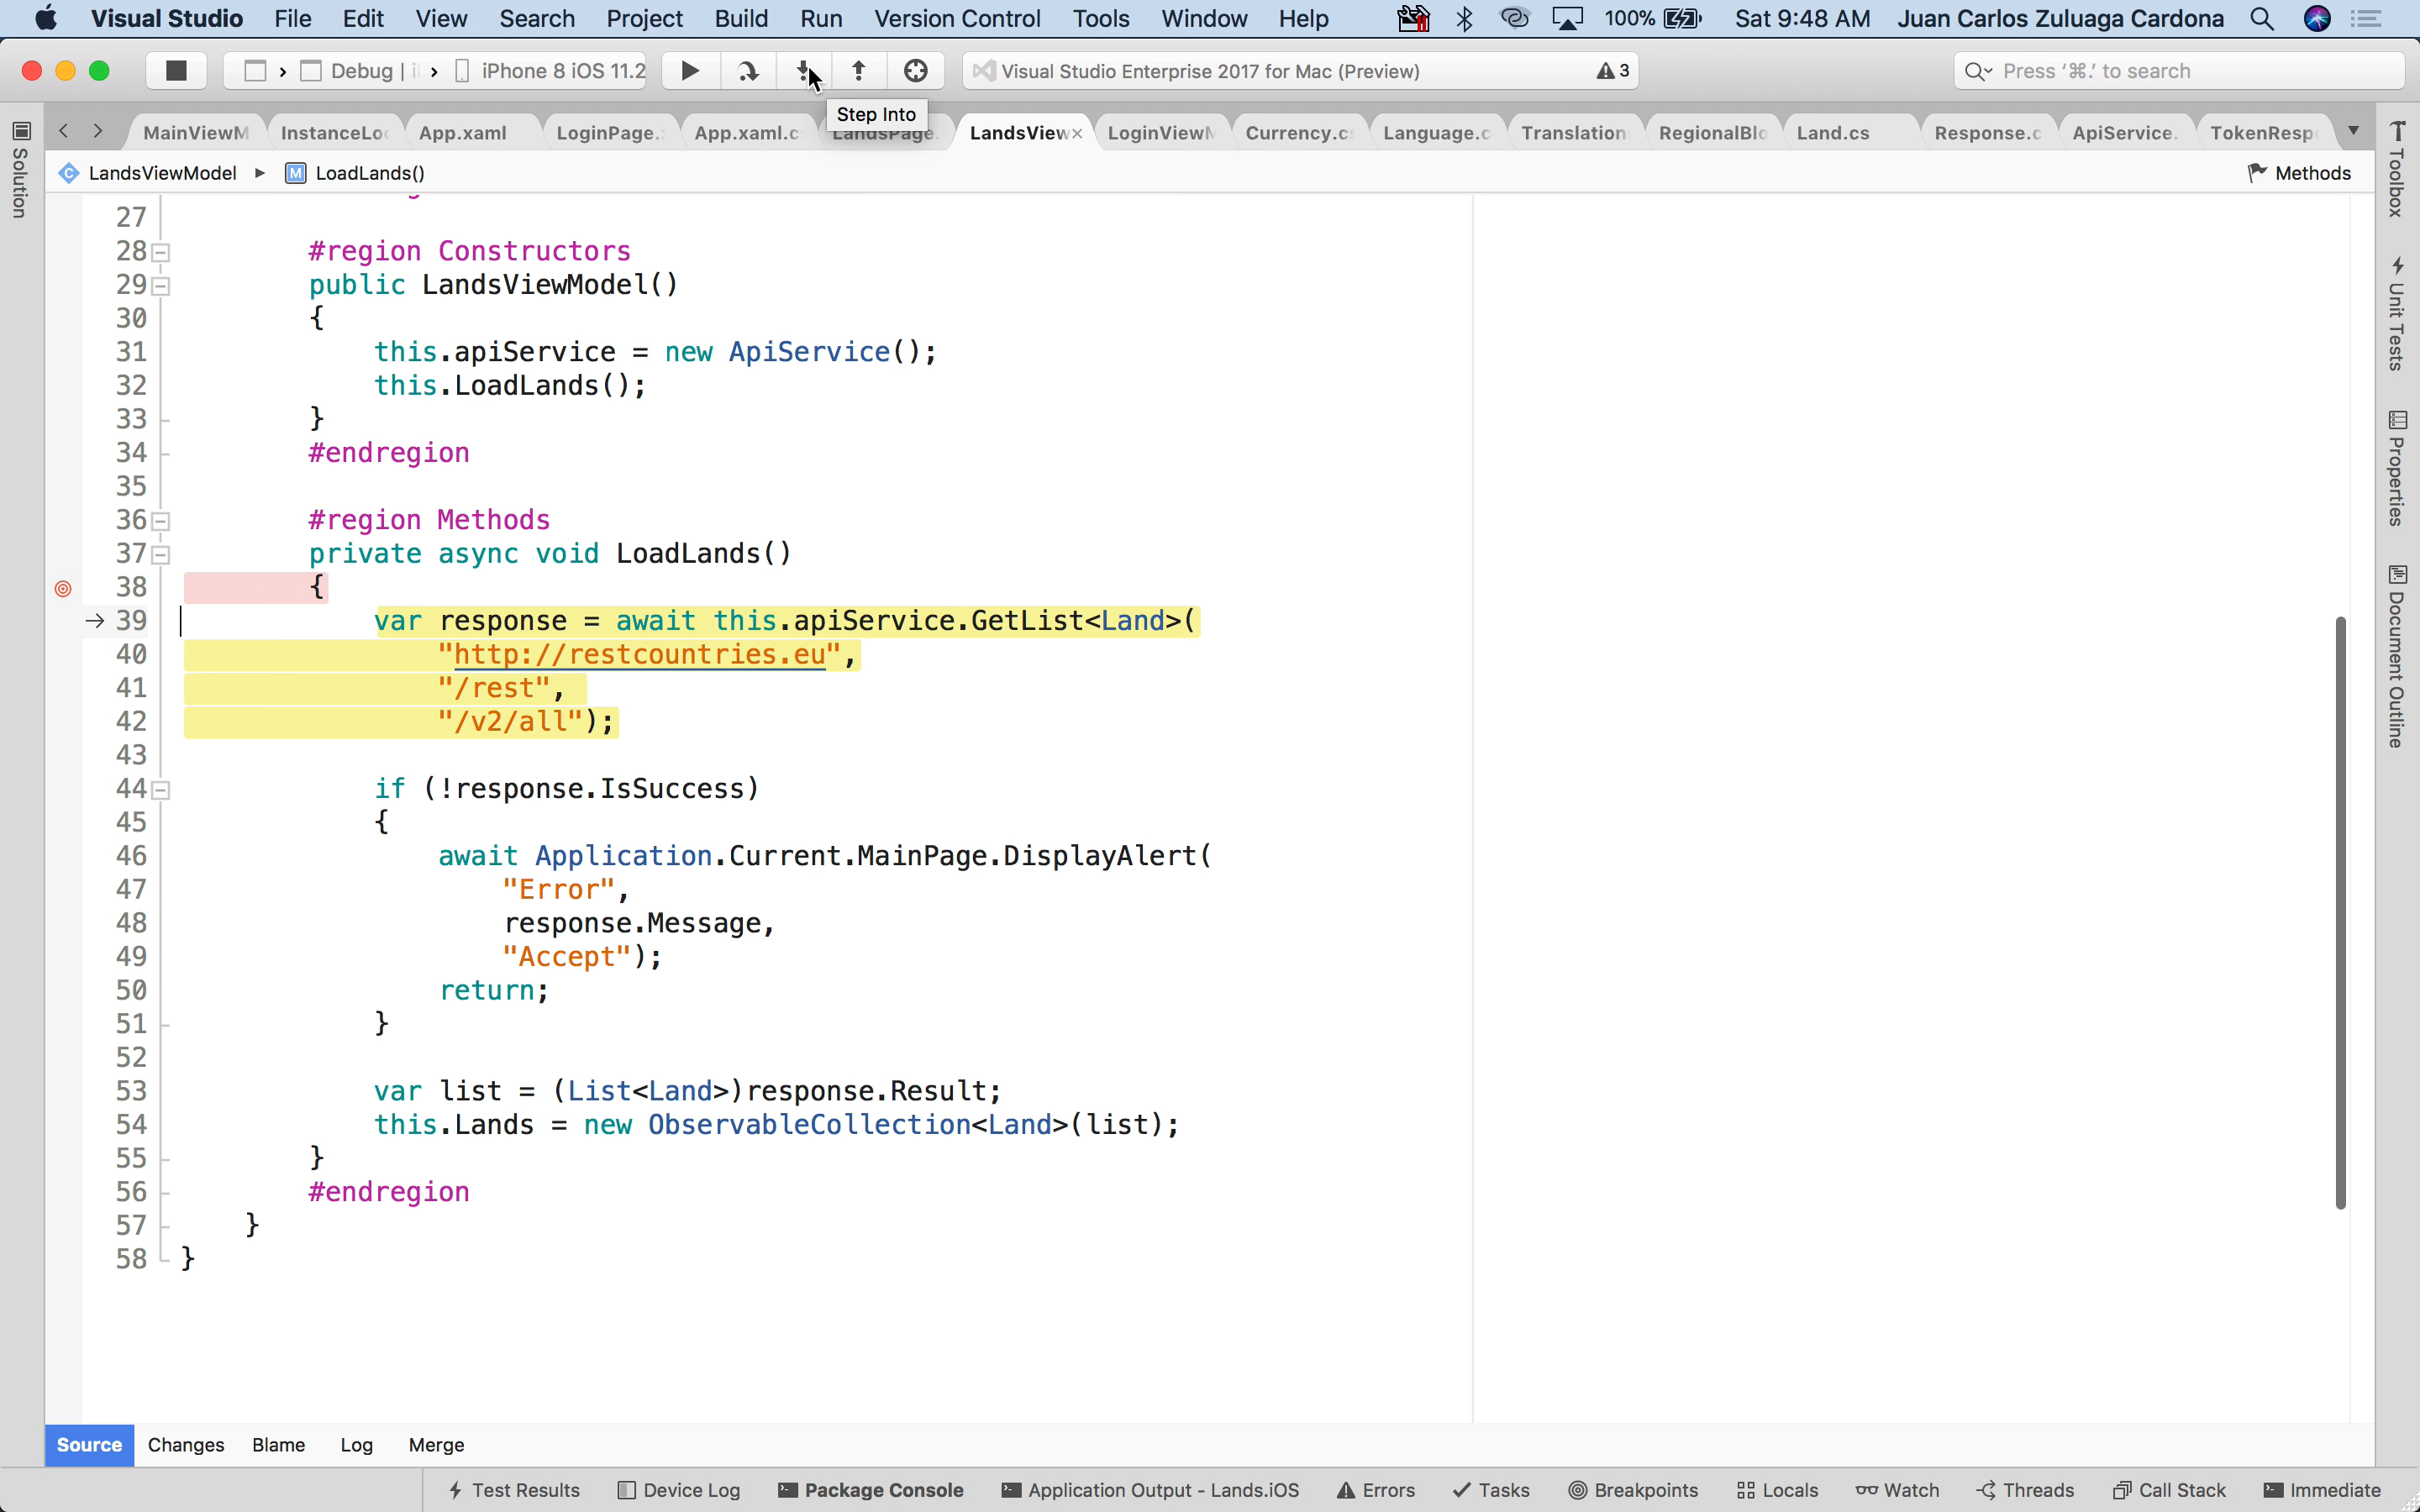 Visual Studio File Edit View Search Project Build Run Version Control Tools Window Help 100% Sat 9:48 AM Juan Carlos Zuluaga Cardona
Debug | iPhone 8 iOS 11.2 Visual Studio Enterprise 2017 for Mac (Preview) 3 Press ‘⌘.’ to search
Step Into
MainViewM InstanceLoc App.xaml LoginPage. App.xaml.c LandsPage. LandsView LoginViewM Currency.cs Language.c Translation RegionalBlo Land.cs Response.c ApiService. TokenResp
LandsViewModel LoadLands() Methods
Solution
Toolbox
Unit Tests
Properties
Document Outline
27
28 #region Constructors
29 public LandsViewModel()
30 {
31 this.apiService = new ApiService();
32 this.LoadLands();
33 }
34 #endregion
35
36 #region Methods
37 private async void LoadLands()
38 {
39 var response = await this.apiService.GetList<Land>(
40 "http://restcountries.eu",
41 "/rest",
42 "/v2/all");
43
44 if (!response.IsSuccess)
45 {
46 await Application.Current.MainPage.DisplayAlert(
47 "Error",
48 response.Message,
49 "Accept");
50 return;
51 }
52
53 var list = (List<Land>)response.Result;
54 this.Lands = new ObservableCollection<Land>(list);
55 }
56 #endregion
57 }
58 }
Source Changes Blame Log Merge
Test Results Device Log Package Console Application Output - Lands.iOS Errors Tasks Breakpoints Locals Watch Threads Call Stack Immediate